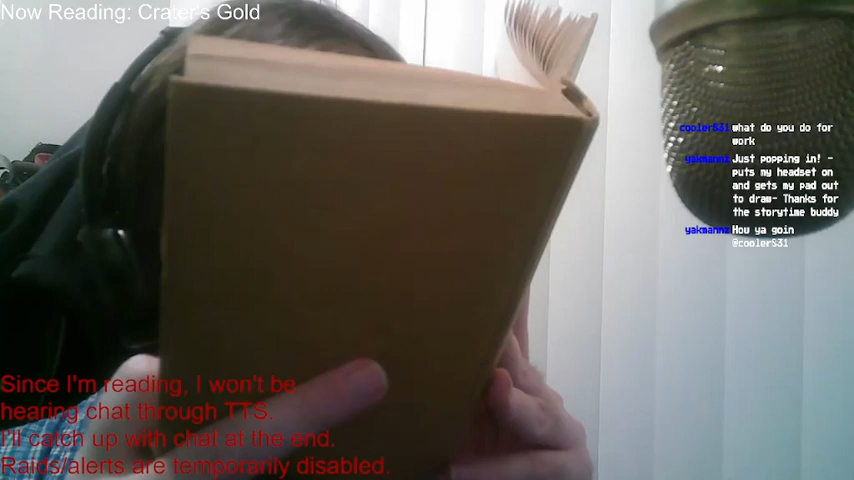 Now Reading: Crater's Gold
cooler531 what do you do for
work
yakmannz Just popping in! -
puts my headset on
and gets my pad out
to draw- Thanks for
the storytime buddy
yakmannz How ya goin
@cooler531
Since I'm reading, I won't be
hearing chat through TTS.
I'll catch up with chat at the end.
Raids/alerts are temporarily disabled.